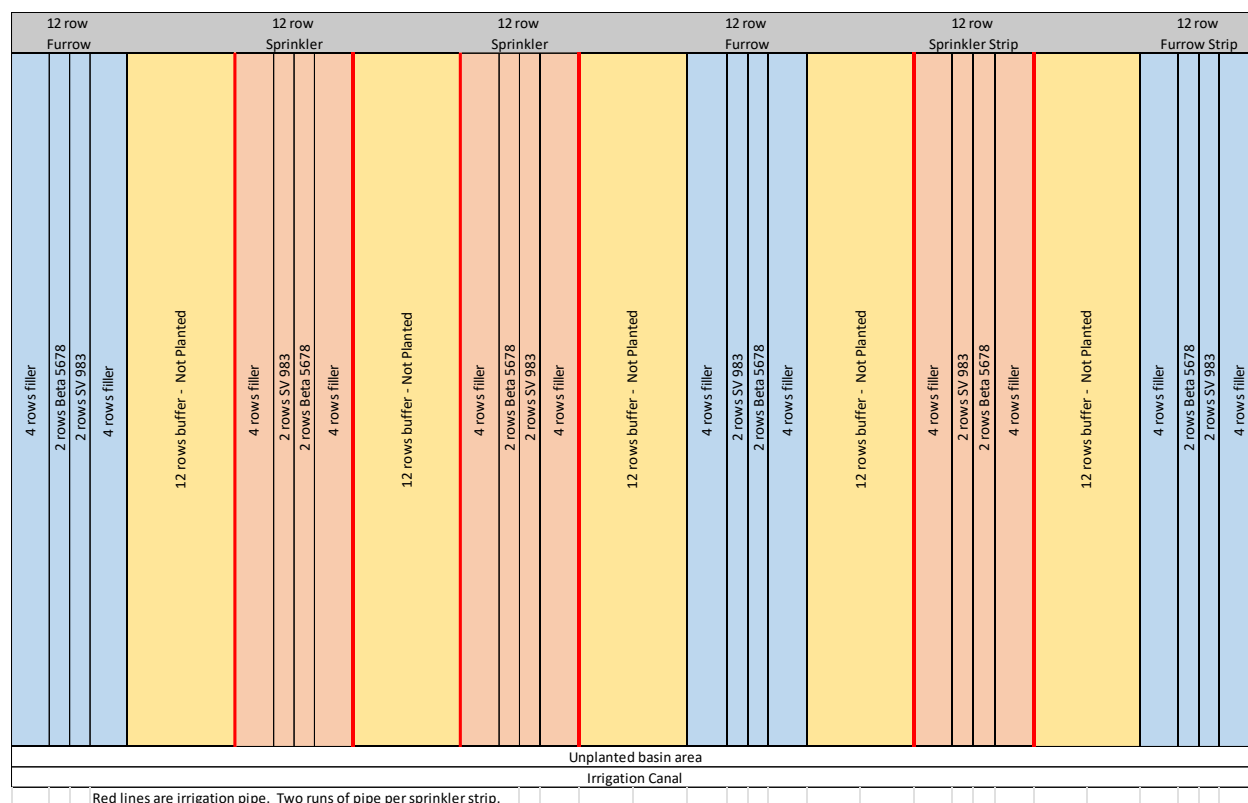 12 row 12 row 12 row 12 row 12 row 12 row
Furrow Sprinkler Sprinkler Furrow Sprinkler Strip Furrow Strip
4 rows filler
2 rows Beta 5678
2 rows SV 983
4 rows filler
12 rows buffer - Not Planted
4 rows filler
2 rows SV 983
2 rows Beta 5678
4 rows filler
12 rows buffer - Not Planted
4 rows filler
2 rows Beta 5678
2 rows SV 983
4 rows filler
12 rows buffer - Not Planted
4 rows filler
2 rows SV 983
2 rows Beta 5678
4 rows filler
12 rows buffer - Not Planted
4 rows filler
2 rows SV 983
2 rows Beta 5678
4 rows filler
12 rows buffer - Not Planted
4 rows filler
2 rows Beta 5678
2 rows SV 983
4 rows filler
Unplanted basin area
Irrigation Canal
Red lines are irrigation pipe. Two runs of pipe per sprinkler strip.